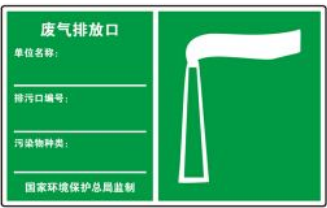 废气排放口
单位名称：
排污口编号：
污染物种类：
国家环境保护总局监制